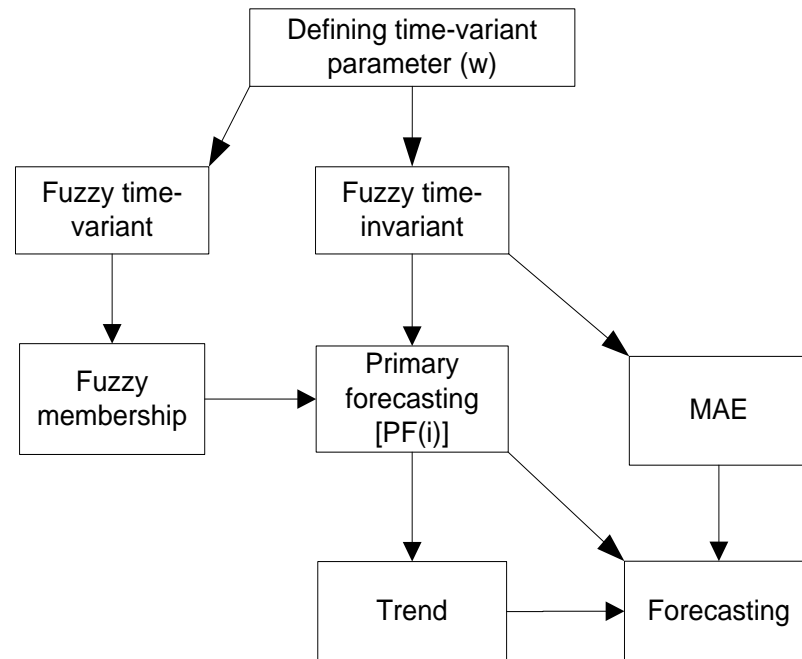 Defining time-variant
parameter (w)
Fuzzy time-
variant
Fuzzy time-
invariant
Fuzzy
membership
Primary
forecasting
[PF(i)]
MAE
Trend
Forecasting